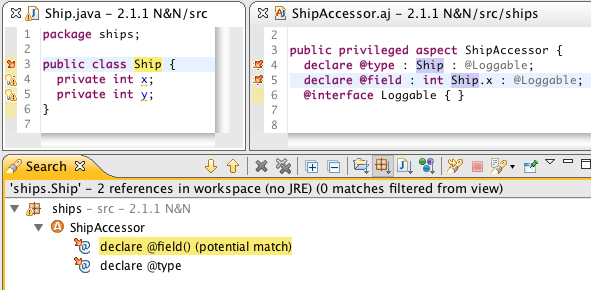 Ship.java - 2.1.1 N&N/src
1 package ships;
2
3 public class Ship {
4 private int x;
5 private int y;
6 }
ShipAccessor.aj - 2.1.1 N&N/src/ships
2
3 public privileged aspect ShipAccessor {
4 declare @type : Ship : @Loggable;
5 declare @field : int Ship.x : @Loggable;
6 @interface Loggable { }
Search
'ships.Ship' - 2 references in workspace (no JRE) (0 matches filtered from view)
ships - src - 2.1.1 N&N
ShipAccessor
declare @field() (potential match)
declare @type